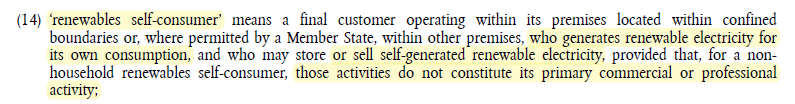 (14) ‘renewables self-consumer’ means a final customer operating within its premises located within confined
boundaries or, where permitted by a Member State, within other premises, who generates renewable electricity for
its own consumption, and who may store or sell self-generated renewable electricity, provided that, for a non-
household renewables self-consumer, those activities do not constitute its primary commercial or professional
activity;